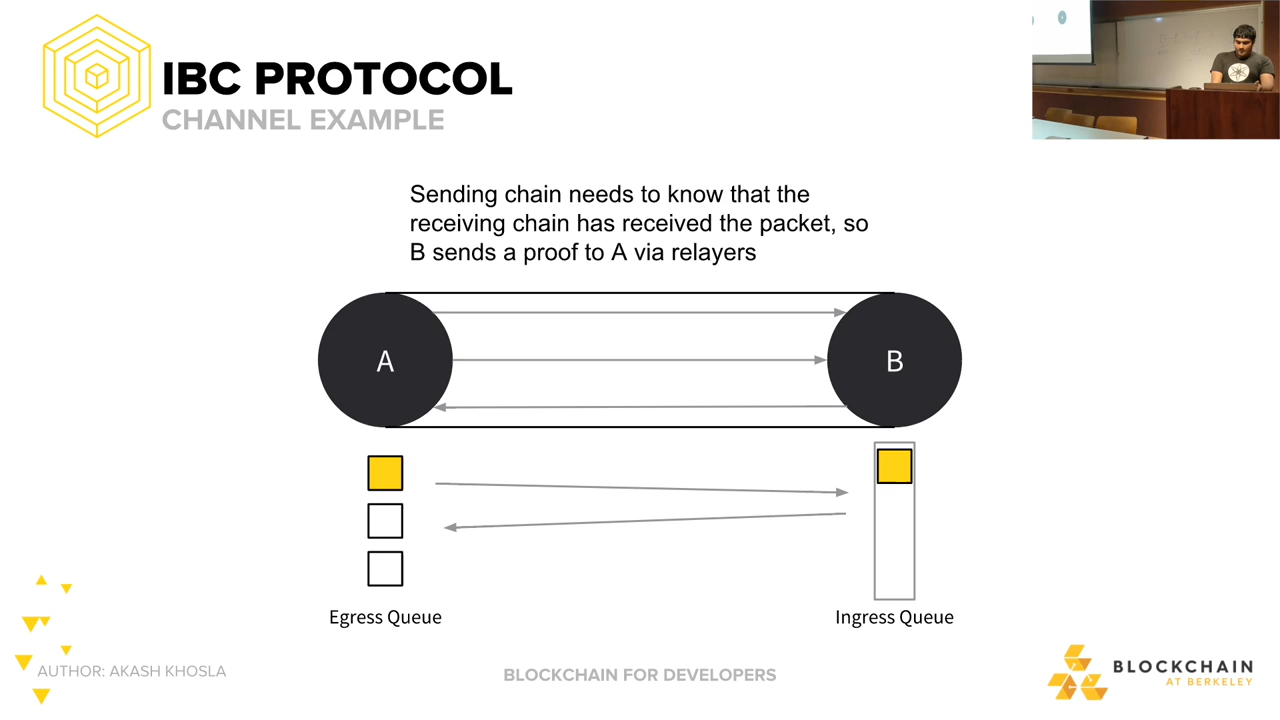 IBC PROTOCOL
CHANNEL EXAMPLE
Sending chain needs to know that the
receiving chain has received the packet, so
B sends a proof to A via relayers
A
B
Egress Queue
Ingress Queue
AUTHOR: AKASH KHOSLA
BLOCKCHAIN FOR DEVELOPERS
BLOCKCHAIN
AT BERKELEY